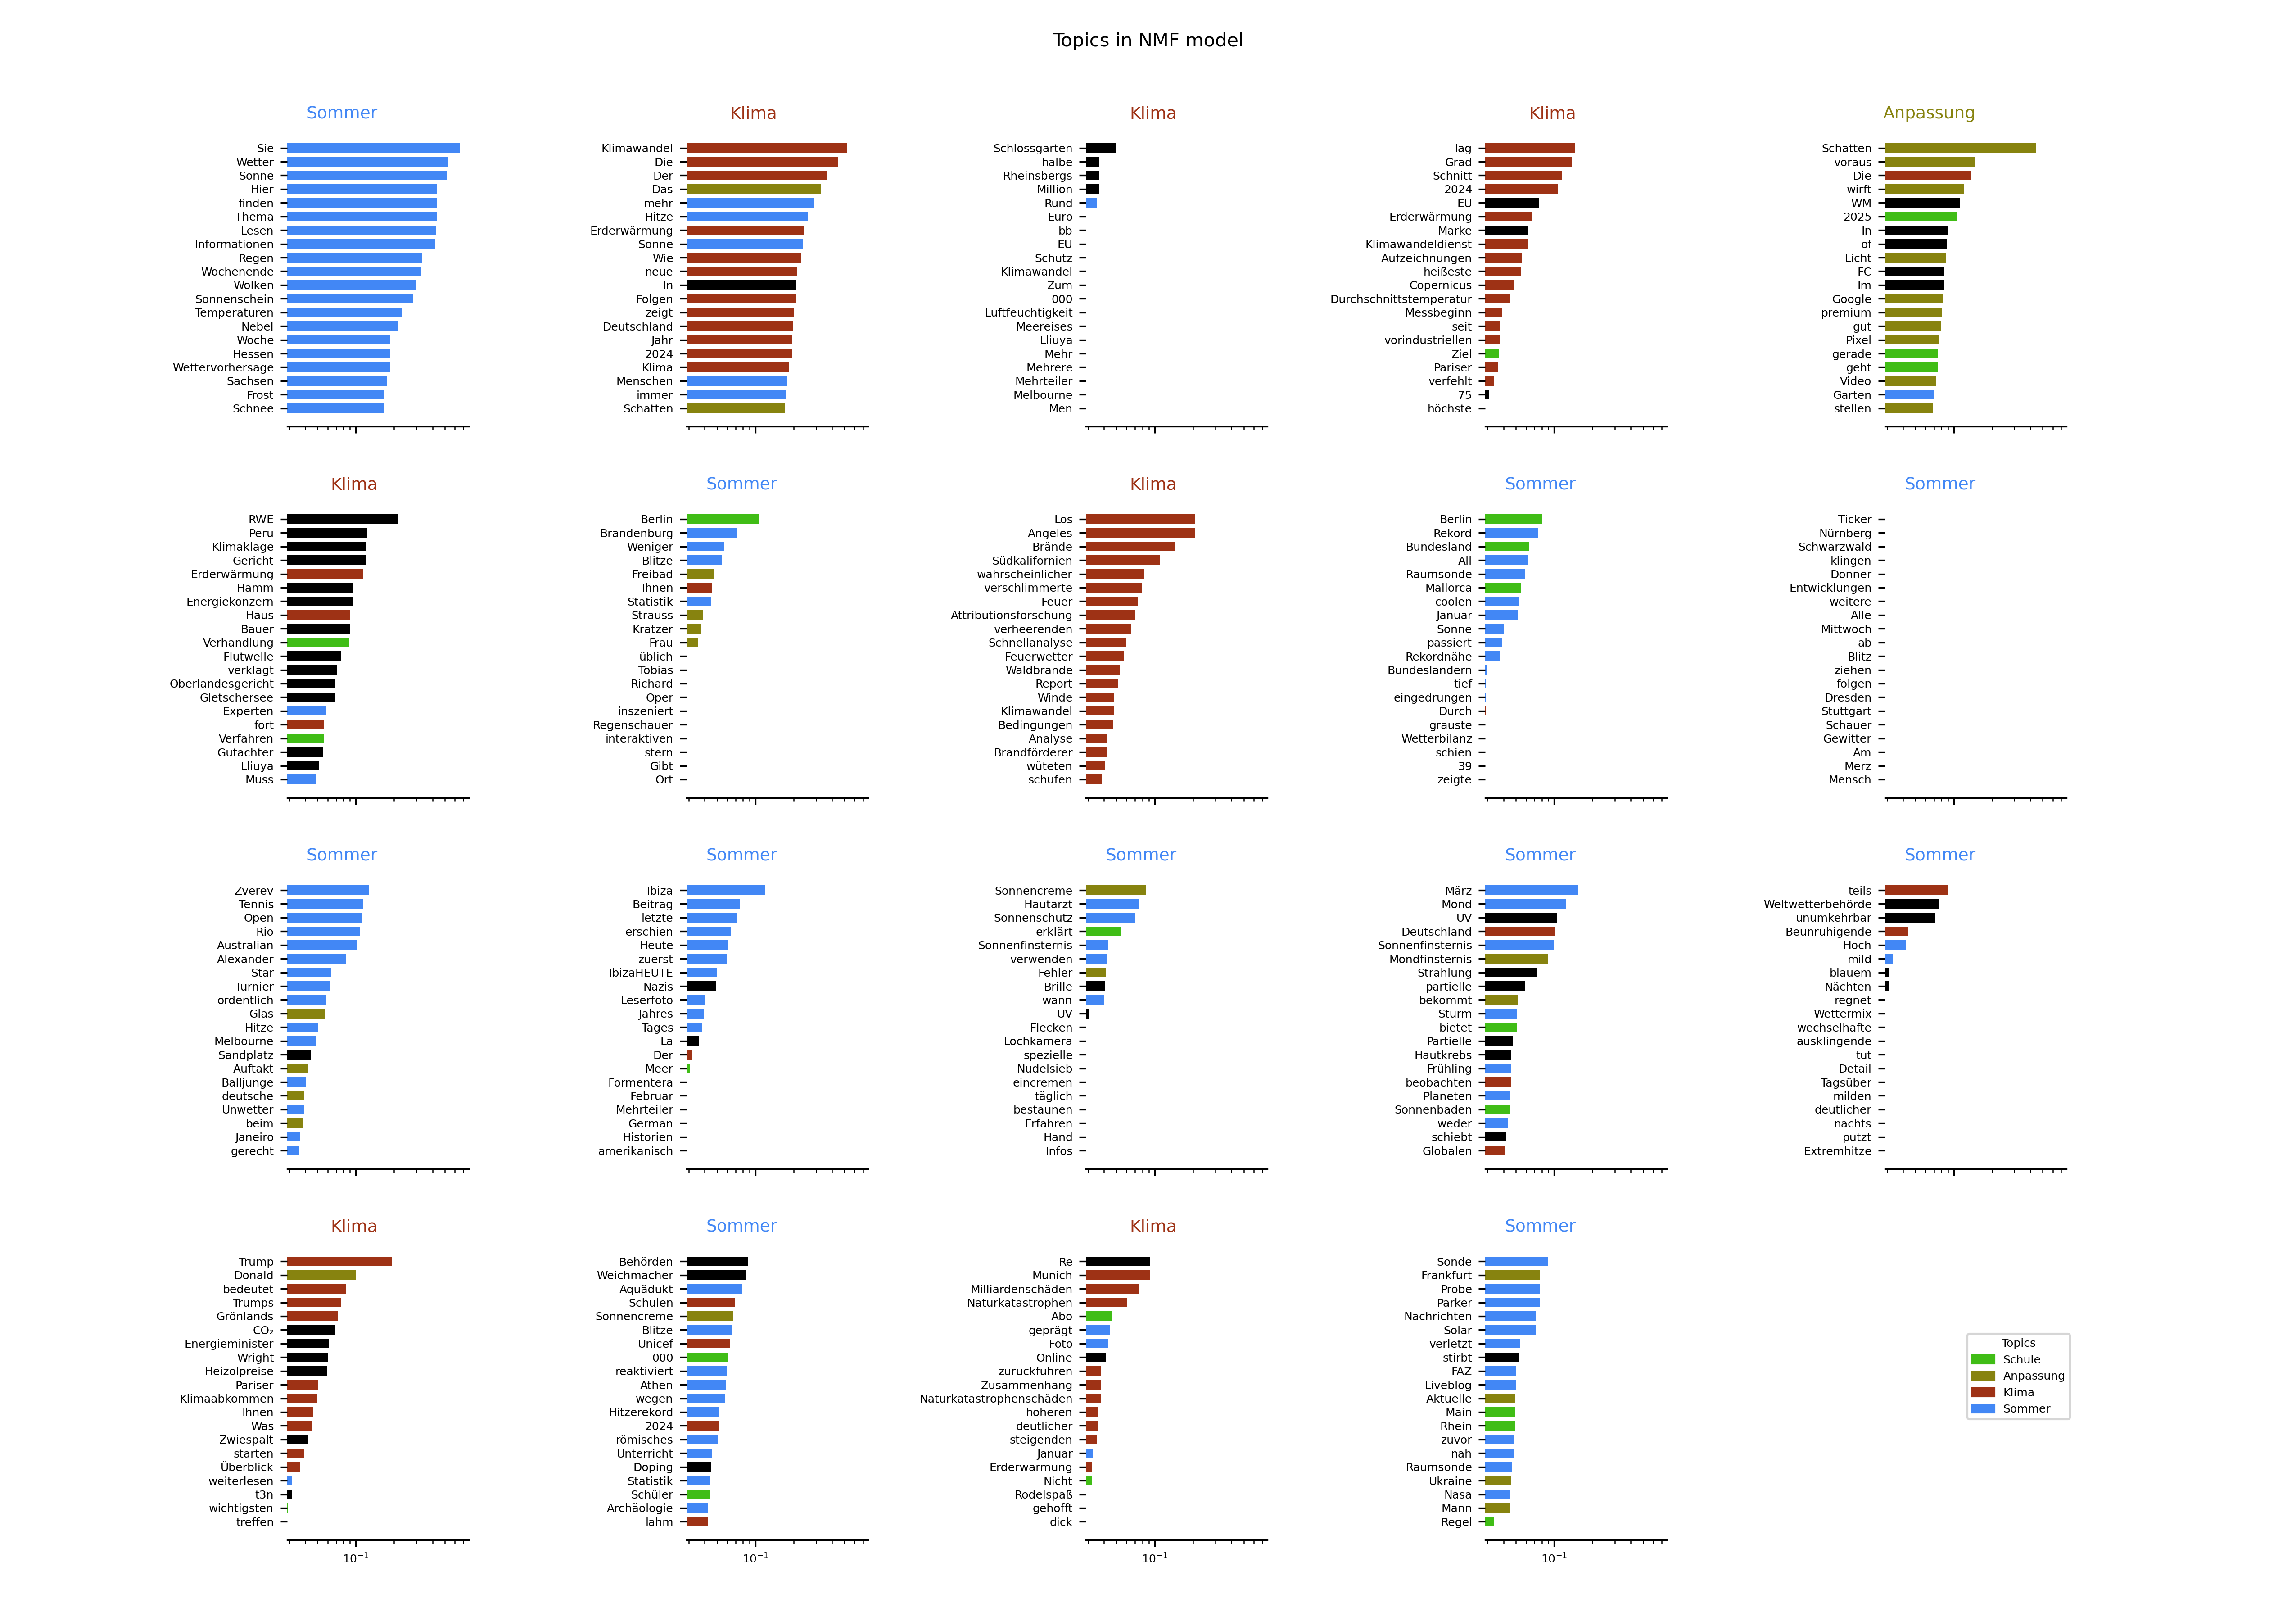 Topics in NMF model
Sommer
Sie
Wetter
Sonne
Hier
finden
Thema
Lesen
Informationen
Regen
Wochenende
Wolken
Sonnenschein
Temperaturen
Nebel
Woche
Hessen
Wettervorhersage
Sachsen
Frost
Schnee
Klima
Klimawandel
Die
Der
Das
mehr
Hitze
Erderwärmung
Sonne
Wie
neue
In
Folgen
zeigt
Deutschland
Jahr
2024
Klima
Menschen
immer
Schatten
Klima
Schlossgarten
halbe
Rheinsbergs
Million
Rund
Euro
bb
EU
Schutz
Klimawandel
Zum
000
Luftfeuchtigkeit
Meereises
Lliuya
Mehr
Mehrere
Mehrteiler
Melbourne
Men
Klima
lag
Grad
Schnitt
2024
EU
Erderwärmung
Marke
Klimawandeldienst
Aufzeichnungen
heißeste
Copernicus
Durchschnittstemperatur
Messbeginn
seit
vorindustriellen
Ziel
Pariser
verfehlt
75
höchste
Anpassung
Schatten
voraus
Die
wirft
WM
2025
In
of
Licht
FC
Im
Google
premium
gut
Pixel
gerade
geht
Video
Garten
stellen
Klima
RWE
Peru
Klimaklage
Gericht
Erderwärmung
Hamm
Energiekonzern
Haus
Bauer
Verhandlung
Flutwelle
verklagt
Oberlandesgericht
Gletschersee
Experten
fort
Verfahren
Gutachter
Lliuya
Muss
Sommer
Berlin
Brandenburg
Weniger
Blitze
Freibad
Ihnen
Statistik
Strauss
Kratzer
Frau
üblich
Tobias
Richard
Oper
inszeniert
Regenschauer
interaktiven
stern
Gibt
Ort
Klima
Los
Angeles
Brände
Südkalifornien
wahrscheinlicher
verschlimmerte
Feuer
Attributionsforschung
verheerenden
Schnellanalyse
Feuerwetter
Waldbrände
Report
Winde
Klimawandel
Bedingungen
Analyse
Brandförderer
wüteten
schufen
Sommer
Berlin
Rekord
Bundesland
All
Raumsonde
Mallorca
coolen
Januar
Sonne
passiert
Rekordnähe
Bundesländern
tief
eingedrungen
Durch
grauste
Wetterbilanz
schien
39
zeigte
Sommer
Ticker
Nürnberg
Schwarzwald
klingen
Donner
Entwicklungen
weitere
Alle
Mittwoch
ab
Blitz
ziehen
folgen
Dresden
Stuttgart
Schauer
Gewitter
Am
Merz
Mensch
Sommer
Zverev
Tennis
Open
Rio
Australian
Alexander
Star
Turnier
ordentlich
Glas
Hitze
Melbourne
Sandplatz
Auftakt
Balljunge
deutsche
Unwetter
beim
Janeiro
gerecht
Sommer
Ibiza
Beitrag
letzte
erschien
Heute
zuerst
IbizaHEUTE
Nazis
Leserfoto
Jahres
Tages
La
Der
Meer
Formentera
Februar
Mehrteiler
German
Historien
amerikanisch
Sommer
Sonnencreme
Hautarzt
Sonnenschutz
erklärt
Sonnenfinsternis
verwenden
Fehler
Brille
wann
UV
Flecken
Lochkamera
spezielle
Nudelsieb
eincremen
täglich
bestaunen
Erfahren
Hand
Infos
Sommer
März
Mond
UV
Deutschland
Sonnenfinsternis
Mondfinsternis
Strahlung
partielle
bekommt
Sturm
bietet
Partielle
Hautkrebs
Frühling
beobachten
Planeten
Sonnenbaden
weder
schiebt
Globalen
Sommer
teils
Weltwetterbehörde
unumkehrbar
Beunruhigende
Hoch
mild
blauem
Nächten
regnet
Wettermix
wechselhafte
ausklingende
tut
Detail
Tagsüber
milden
deutlicher
nachts
putzt
Extremhitze
Klima
Trump
Donald
bedeutet
Trumps
Grönlands
CO₂
Energieminister
Wright
Heizölpreise
Pariser
Klimaabkommen
Ihnen
Was
Zwiespalt
starten
Überblick
weiterlesen
t3n
wichtigsten
treffen
10⁻¹
Sommer
Behörden
Weichmacher
Aquädukt
Schulen
Sonnencreme
Blitze
Unicef
000
reaktiviert
Athen
wegen
Hitzerekord
2024
römisches
Unterricht
Doping
Statistik
Schüler
Archäologie
lahm
10⁻¹
Klima
Re
Munich
Milliardenschäden
Naturkatastrophen
Abo
geprägt
Foto
Online
zurückführen
Zusammenhang
Naturkatastrophenschäden
höheren
deutlicher
steigenden
Januar
Erderwärmung
Nicht
Rodelspaß
gehofft
dick
10⁻¹
Sommer
Sonde
Frankfurt
Probe
Parker
Nachrichten
Solar
verletzt
stirbt
FAZ
Liveblog
Aktuelle
Main
Rhein
zuvor
nah
Raumsonde
Ukraine
Nasa
Mann
Regel
10⁻¹
Topics
Schule
Anpassung
Klima
Sommer